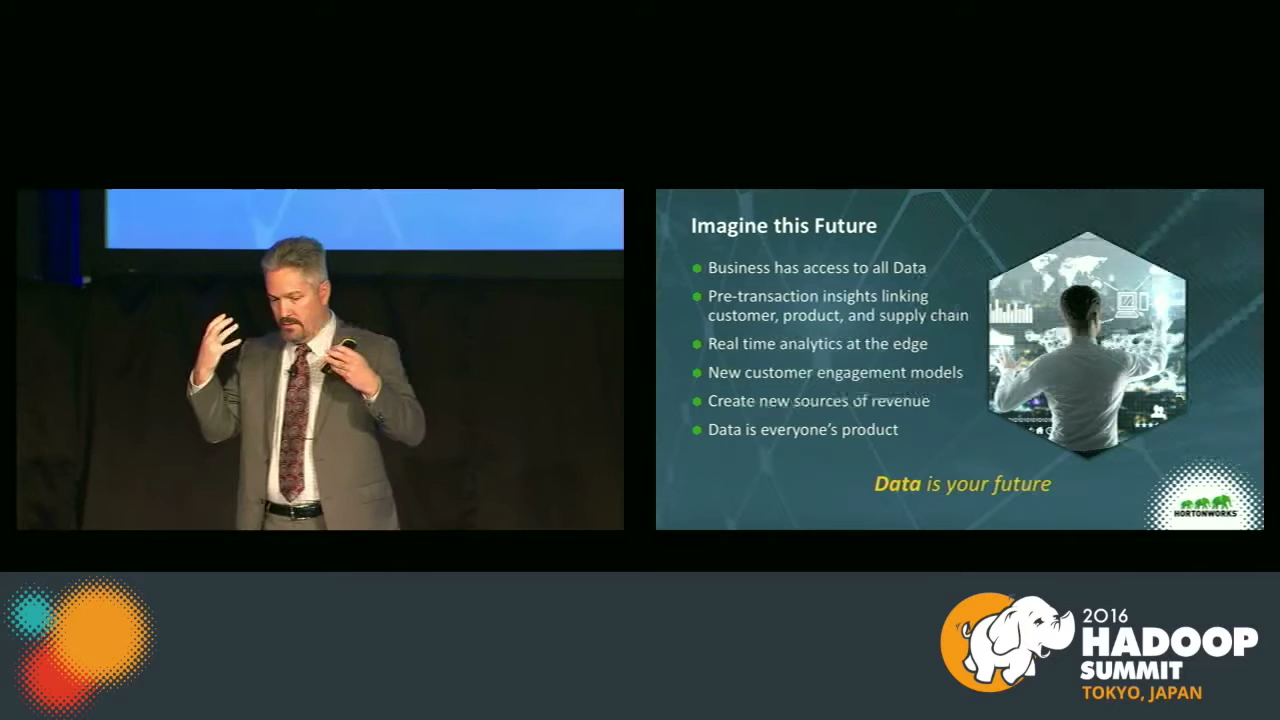 Imagine this Future
Business has access to all Data
Pre-transaction insights linking
customer, product, and supply chain
Real time analytics at the edge
New customer engagement models
Create new sources of revenue
Data is everyone's product
Data is your future
HORTONWORKS
2016
HADOOP
SUMMIT
TOKYO, JAPAN